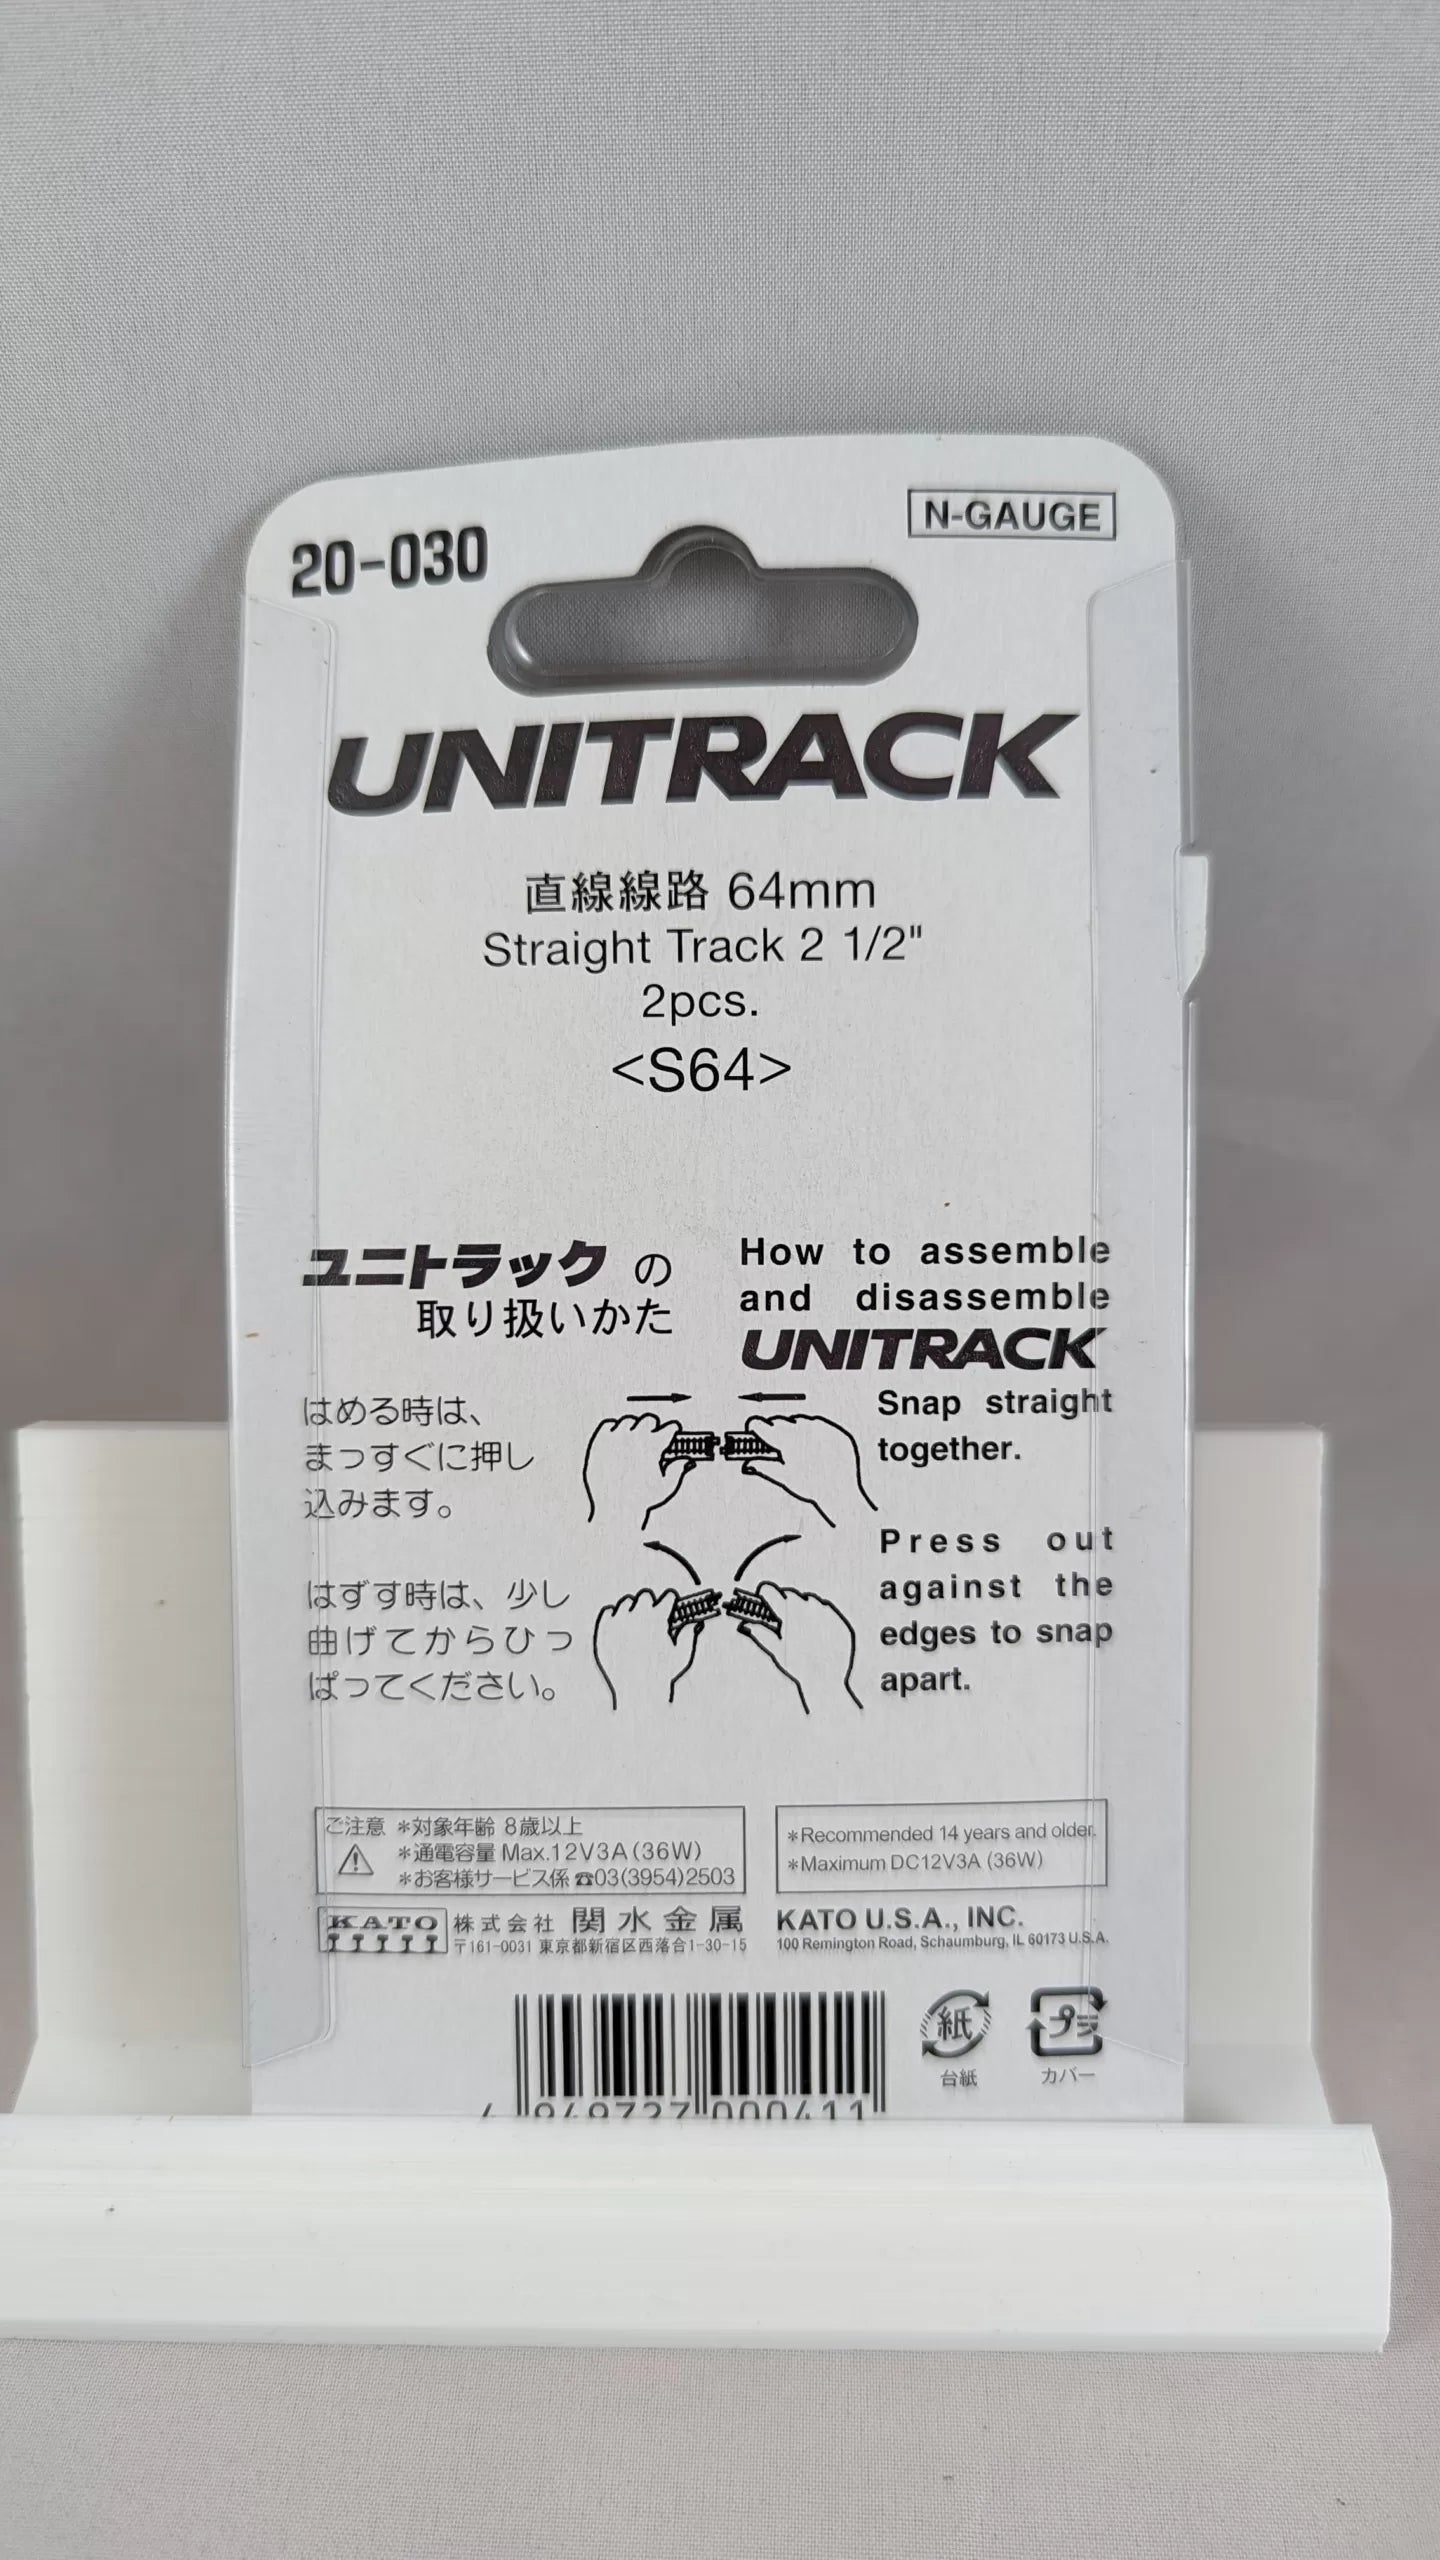 20-030
N-GAUGE
UNITRACK
直線線路 64mm
Straight Track 2 1/2"
2pcs.
<S64>
ユニトラック の
取り扱いかた
How to assemble
and disassemble
UNITRACK
はめる時は、
まっすぐに押し
込みます。
Snap straight
together.
はずす時は、少し
曲げてからひっ
ぱってください。
Press out
against the
edges to snap
apart.
ご注意 *対象年齢 8歳以上
*通電容量 Max.12V3A(36W)
*お客様サービス係 ☎03(3954)2503
*Recommended 14 years and older.
*Maximum DC12V3A (36W)
KATO 株式会社 関水金属
〒161-0031 東京都新宿区西落合1-30-15
KATO U.S.A., INC.
100 Remington Road, Schaumburg, IL 60173 U.S.A.
4 949727 000411
紙
台紙
プラ
カバー